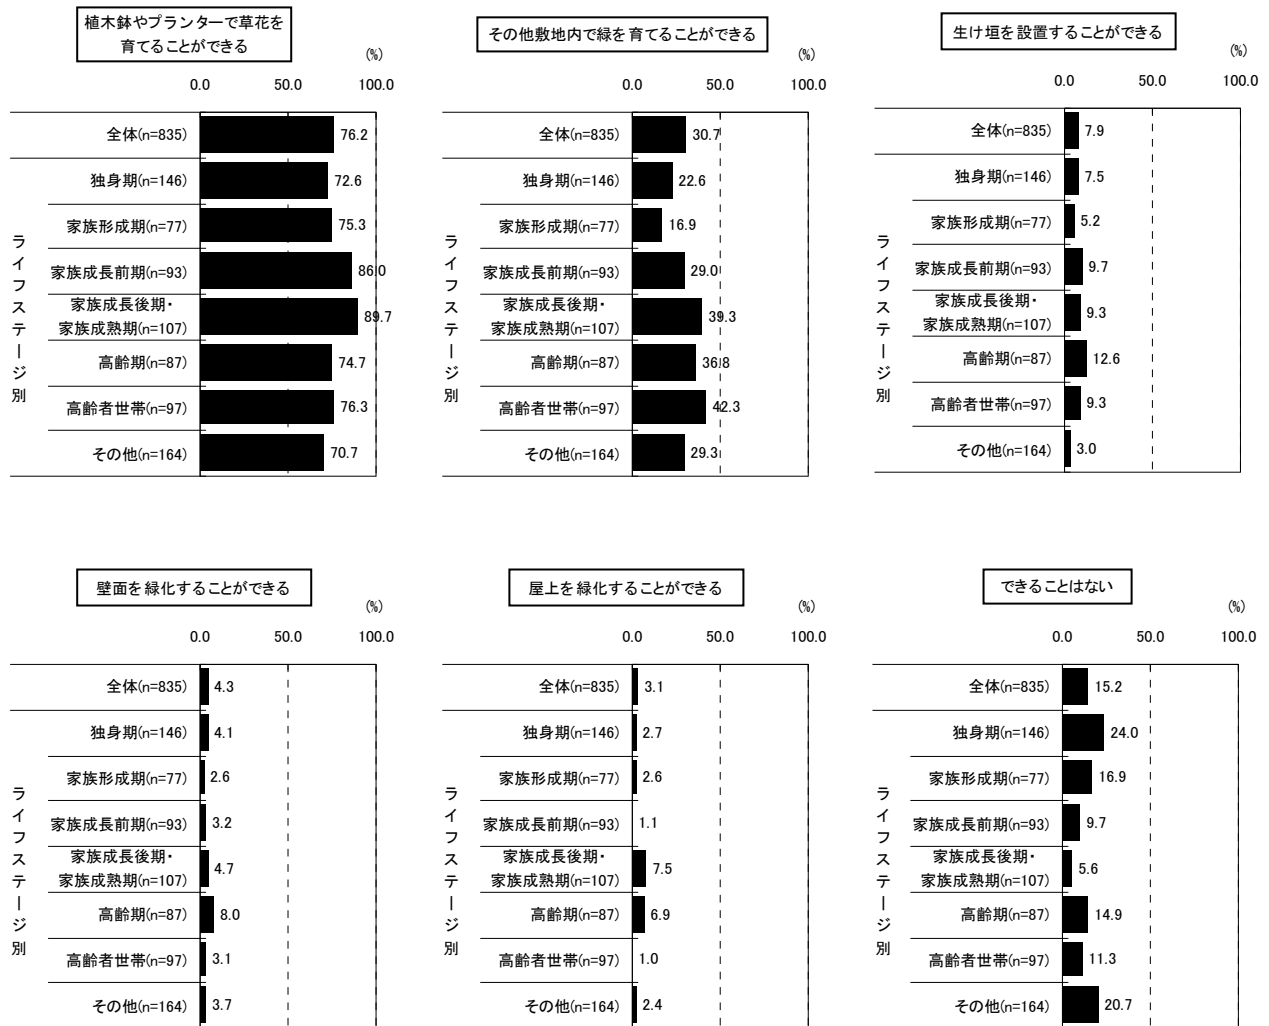 植木鉢やプランターで草花を
育てることができる
(%)
0.0 50.0 100.0
全体(n=835) 76.2
独身期(n=146) 72.6
家族形成期(n=77) 75.3
家族成長前期(n=93) 86.0
家族成長後期・
家族成熟期(n=107) 89.7
高齢期(n=87) 74.7
高齢者世帯(n=97) 76.3
その他(n=164) 70.7
ライフステージ別
その他敷地内で緑を育てることができる
(%)
0.0 50.0 100.0
全体(n=835) 30.7
独身期(n=146) 22.6
家族形成期(n=77) 16.9
家族成長前期(n=93) 29.0
家族成長後期・
家族成熟期(n=107) 39.3
高齢期(n=87) 36.8
高齢者世帯(n=97) 42.3
その他(n=164) 29.3
ライフステージ別
生け垣を設置することができる
(%)
0.0 50.0 100.0
全体(n=835) 7.9
独身期(n=146) 7.5
家族形成期(n=77) 5.2
家族成長前期(n=93) 9.7
家族成長後期・
家族成熟期(n=107) 9.3
高齢期(n=87) 12.6
高齢者世帯(n=97) 9.3
その他(n=164) 3.0
ライフステージ別
壁面を緑化することができる
(%)
0.0 50.0 100.0
全体(n=835) 4.3
独身期(n=146) 4.1
家族形成期(n=77) 2.6
家族成長前期(n=93) 3.2
家族成長後期・
家族成熟期(n=107) 4.7
高齢期(n=87) 8.0
高齢者世帯(n=97) 3.1
その他(n=164) 3.7
ライフステージ別
屋上を緑化することができる
(%)
0.0 50.0 100.0
全体(n=835) 3.1
独身期(n=146) 2.7
家族形成期(n=77) 2.6
家族成長前期(n=93) 1.1
家族成長後期・
家族成熟期(n=107) 7.5
高齢期(n=87) 6.9
高齢者世帯(n=97) 1.0
その他(n=164) 2.4
ライフステージ別
できることはない
(%)
0.0 50.0 100.0
全体(n=835) 15.2
独身期(n=146) 24.0
家族形成期(n=77) 16.9
家族成長前期(n=93) 9.7
家族成長後期・
家族成熟期(n=107) 5.6
高齢期(n=87) 14.9
高齢者世帯(n=97) 11.3
その他(n=164) 20.7
ライフステージ別